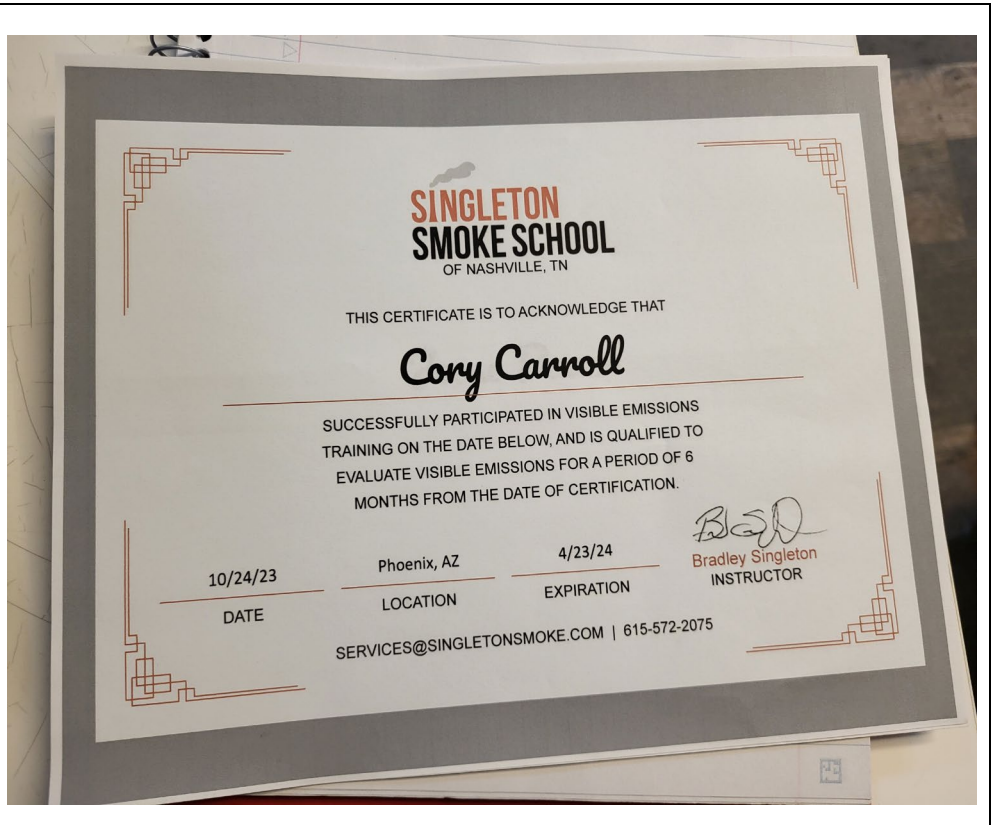 SINGLETON
SMOKE SCHOOL
OF NASHVILLE, TN
THIS CERTIFICATE IS TO ACKNOWLEDGE THAT
Cory Carroll
SUCCESSFULLY PARTICIPATED IN VISIBLE EMISSIONS
TRAINING ON THE DATE BELOW, AND IS QUALIFIED TO
EVALUATE VISIBLE EMISSIONS FOR A PERIOD OF 6
MONTHS FROM THE DATE OF CERTIFICATION.
10/24/23
DATE
Phoenix, AZ
LOCATION
4/23/24
EXPIRATION
Bradley Singleton
INSTRUCTOR
SERVICES@SINGLETONSMOKE.COM | 615-572-2075